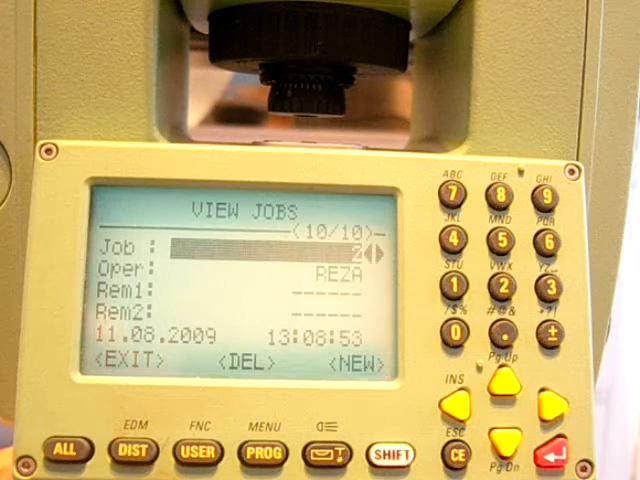 VIEW JOBS
(10/10)
Job : 2
Oper: REZA
Rem1: ------
Rem2: ------
11.08.2009 13:08:53
<EXIT> <DEL> <NEW>
ABC DEF GHI
7 8 9
JKL MNO PQR
4 5 6
STU VWX YZ_
1 2 3
/$% #@& *?!
0 . ±
Pg Up
INS
ESC
Pg Dn
EDM FNC MENU
ALL DIST USER PROG SHIFT CE